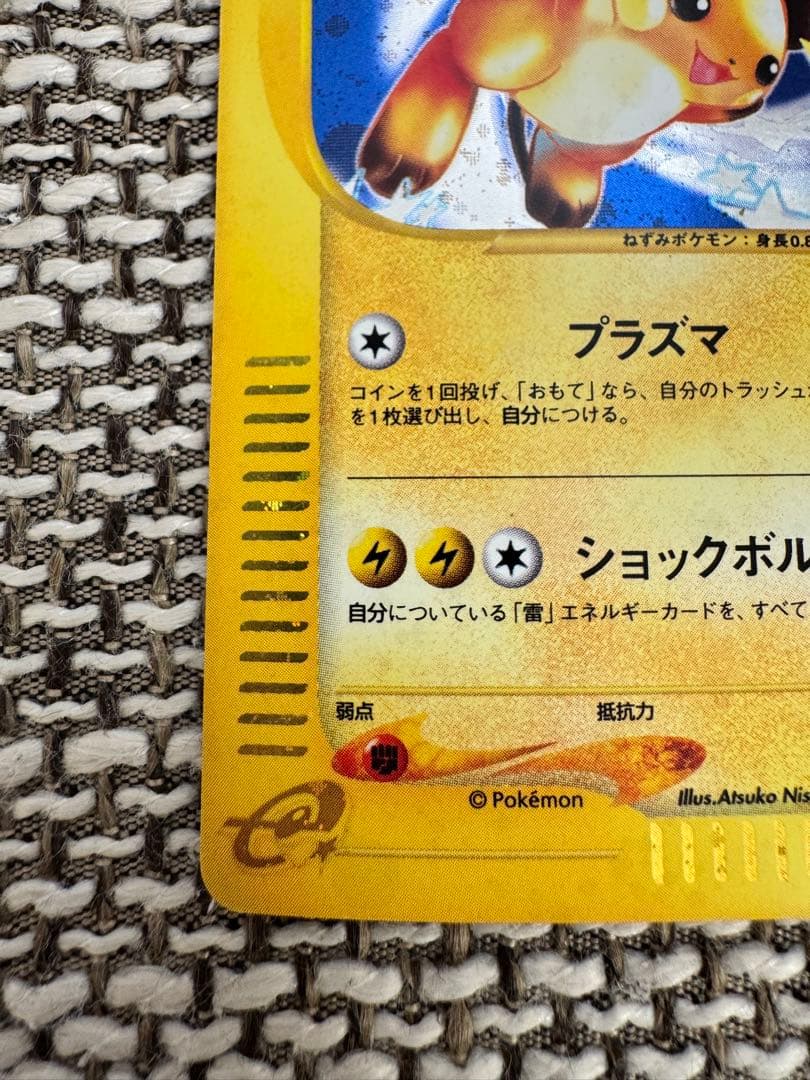 ねずみポケモン：身長0.8
プラズマ
コインを1回投げ、「おもて」なら、自分のトラッシュ
を1枚選び出し、自分につける。
ショックボル
自分についている「雷」エネルギーカードを、すべて
弱点 抵抗力
© Pokémon Illus.Atsuko Nis
e